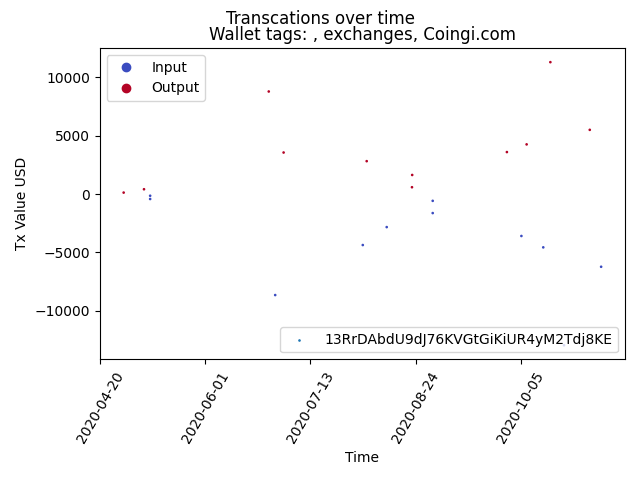 Transcations over time
Wallet tags: , exchanges, Coingi.com
Input
Output
10000
5000
0
−5000
−10000
Tx Value USD
13RrDAbdU9dJ76KVGtGiKiUR4yM2Tdj8KE
2020-04-20
2020-06-01
2020-07-13
2020-08-24
2020-10-05
Time